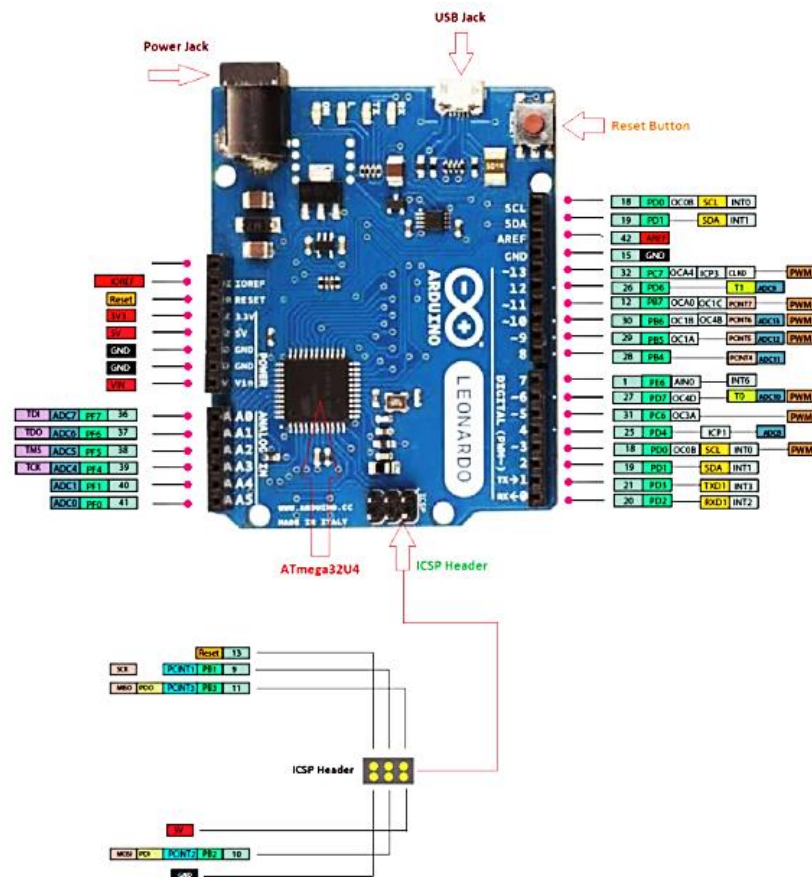 USB Jack
Power Jack
Reset Button
ON L TX RX
SCL
SDA
AREF
GND
~13
12
~11
~10
~9
8
7
~6
~5
4
~3
2
TX→1
RX←0
DIGITAL (PWM~)
ARDUINO
LEONARDO
IOREF
RESET
3.3V
5V
GND
GND
Vin
POWER
A0
A1
A2
A3
A4
A5
ANALOG IN
ICSP
WWW.ARDUINO.CC
MADE IN ITALY
18 PD0 OC0B SCL INT0
19 PD1 SDA INT1
42 AREF
15 GND
32 PC7 OCA4 ICP3 CLKO PWM
26 PD6 T1 ADC9
12 PB7 OCA0 OC1C PCINT7 PWM
30 PB6 OC1B OC4B PCINT6 ADC13 PWM
29 PB5 OC1A PCINT5 ADC12 PWM
28 PB4 PCINT4 ADC11
1 PE6 AIN0 INT6
27 PD7 OC4D T0 ADC10 PWM
31 PC6 OC3A PWM
25 PD4 ICP1 ADC8
18 PD0 OC0B SCL INT0 PWM
19 PD1 SDA INT1
21 PD3 TXD1 INT3
20 PD2 RXD1 INT2
IOREF
Reset
3V3
5V
GND
GND
VIN
TDI ADC7 PF7 36
TDO ADC6 PF6 37
TMS ADC5 PF5 38
TCK ADC4 PF4 39
ADC1 PF1 40
ADC0 PF0 41
ATmega32U4
ICSP Header
Reset 13
SCK PCINT1 PB1 9
PDO PCINT3 PB3 11
ICSP Header
5V
MOSI PDI PCINT2 PB2 10
GND